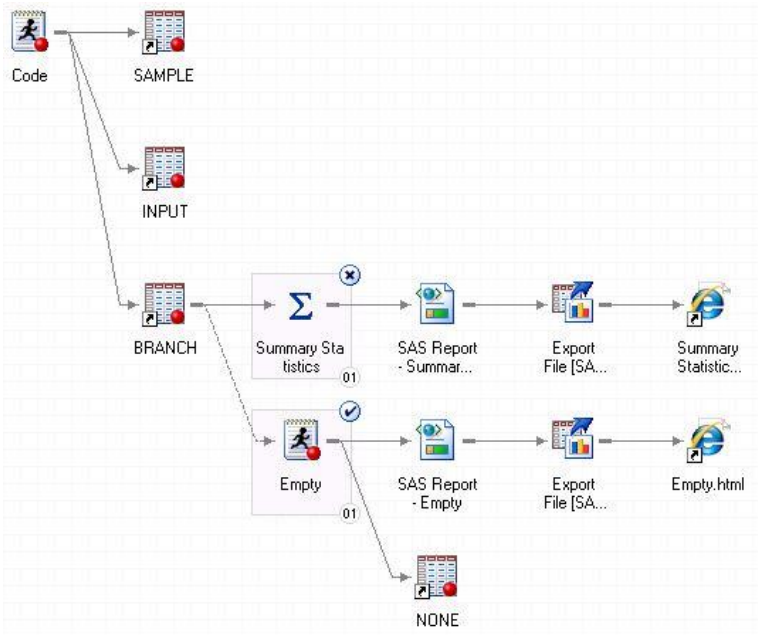 Code
SAMPLE
INPUT
BRANCH
Summary Sta
tistics
01
SAS Report
- Summar...
Export
File [SA...
Summary
Statistic...
Empty
01
SAS Report
- Empty
Export
File [SA...
Empty.html
NONE